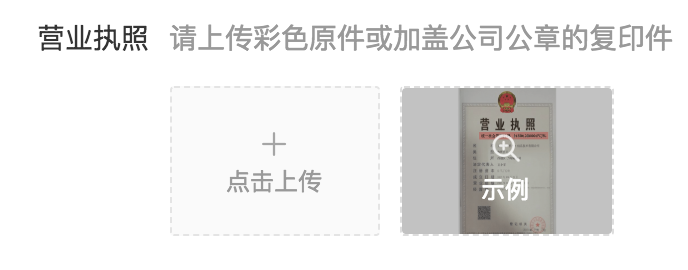 营业执照 请上传彩色原件或加盖公司公章的复印件
点击上传
营业执照
示例